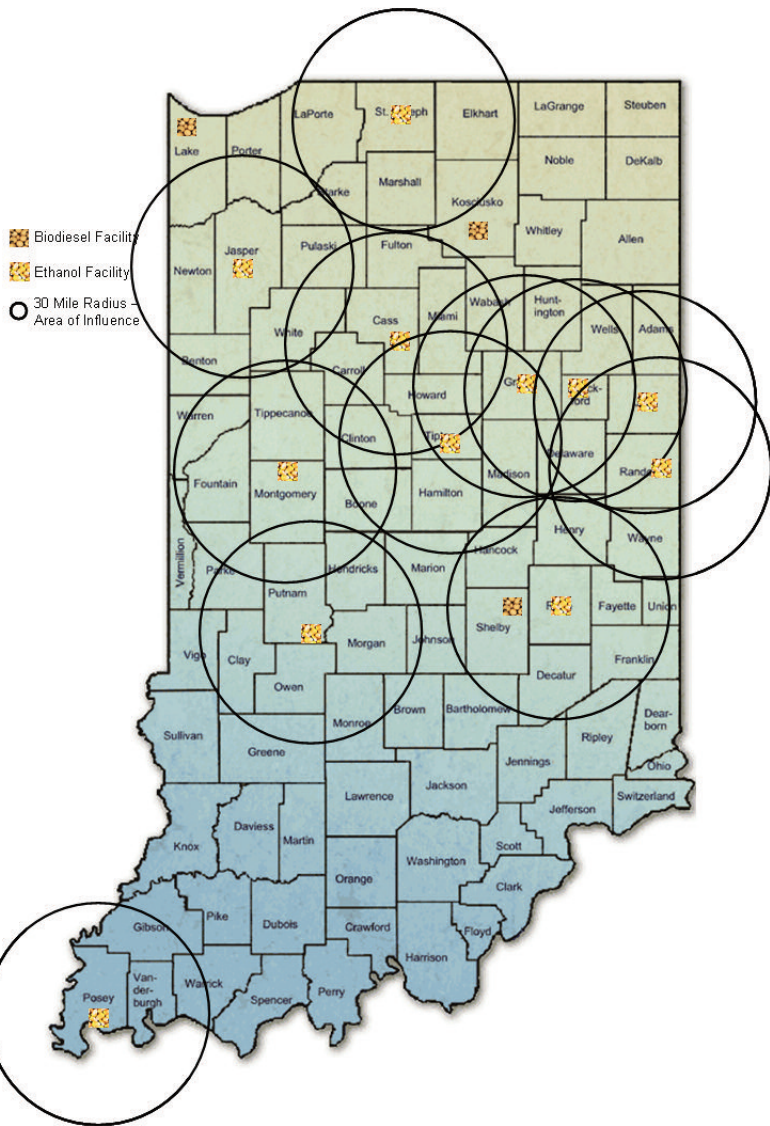 LaPorte
Elkhart
LaGrange
Steuben
Lake
Porter
Noble
DeKalb
Marshall
Kosciusko
Whitley
Allen
Biodiesel Facility
Ethanol Facility
30 Mile Radius –
Area of Influence
Newton
Jasper
Pulaski
Fulton
White
Cass
Miami
Wabash
Hunt-
ington
Wells
Adams
Benton
Carroll
Howard
Warren
Tippecanoe
Clinton
Fountain
Montgomery
Boone
Hamilton
Madison
Delaware
Vermillion
Parke
Putnam
Hendricks
Marion
Hancock
Henry
Wayne
Shelby
Fayette
Union
Vigo
Clay
Owen
Morgan
Johnson
Decatur
Franklin
Sullivan
Greene
Monroe
Brown
Bartholomew
Jennings
Ripley
Dear-
born
Ohio
Switzerland
Jefferson
Knox
Daviess
Martin
Lawrence
Jackson
Scott
Washington
Orange
Clark
Gibson
Pike
Dubois
Crawford
Floyd
Harrison
Posey
Van-
der-
burgh
Warrick
Spencer
Perry